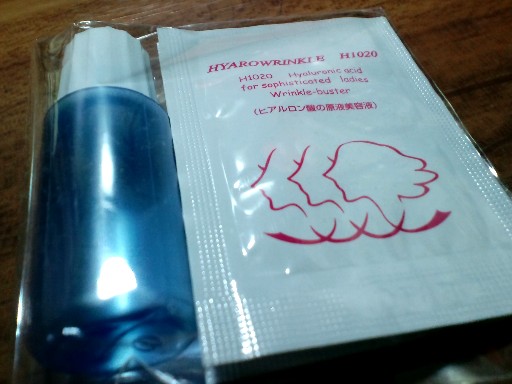 HYAROWRINKLE H1020
H1020 Hyaluronic acid
for sophisticated ladies
Wrinkle-buster
(ヒアルロン酸の原液美容液)